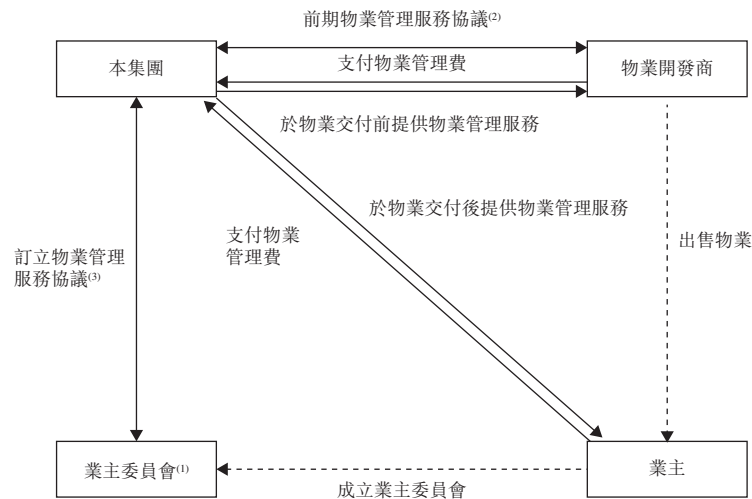 前期物業管理服務協議(2)
本集團
支付物業管理費
物業開發商
於物業交付前提供物業管理服務
於物業交付後提供物業管理服務
支付物業
管理費
出售物業
訂立物業管理
服務協議(3)
業主委員會(1)
業主
成立業主委員會